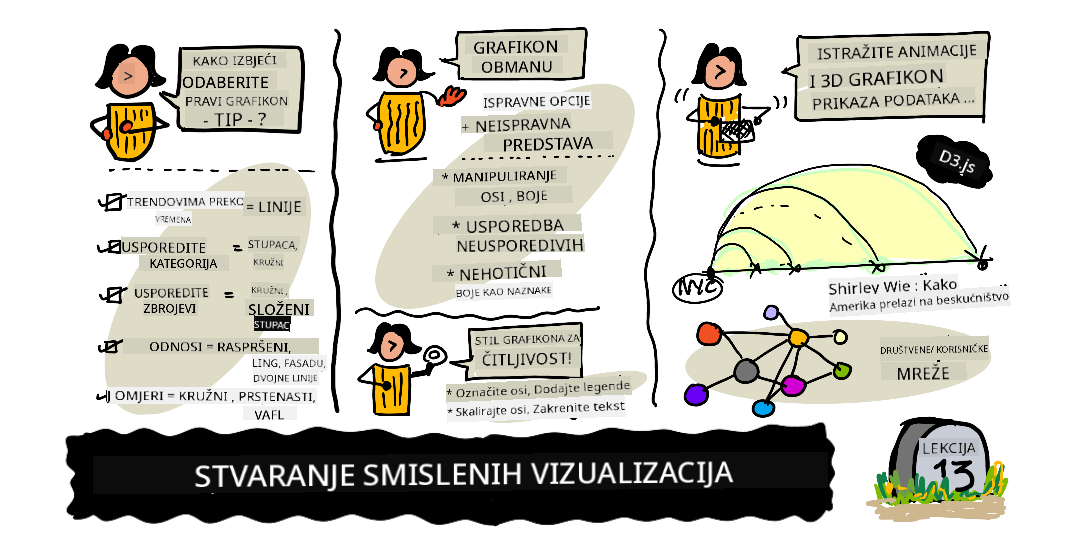 KAKO IZBJEĆI
ODABERITE
PRAVI GRAFIKON
- TIP - ?
TRENDOVIMA PREKO = LINIJE
VREMENA
USPOREDITE = STUPACA,
KATEGORIJA KRUŽNI
USPOREDITE = KRUŽNI,
ZBROJEVI SLOŽENI
STUPAC
ODNOSI = RASPRŠENI,
LING, FASADU,
DVOJNE LINIJE
OMJERI = KRUŽNI , PRSTENASTI,
VAFL
GRAFIKON
OBMANU
ISPRAVNE OPCIJE
+ NEISPRAVNA
PREDSTAVA
* MANIPULIRANJE
OSI , BOJE
* USPOREDBA
NEUSPOREDIVIH
* NEHOTIČNI
BOJE KAO NAZNAKE
STIL GRAFIKONA ZA
ČITLJIVOST!
* Označite osi, Dodajte legende
* Skalirajte osi, Zakrenite tekst
ISTRAŽITE ANIMACIJE
I 3D GRAFIKON
PRIKAZA PODATAKA ...
D3.js
NYC
Shirley Wie : Kako
Amerika prelazi na beskućništvo
DRUŠTVENE/ KORISNIČKE
MREŽE
STVARANJE SMISLENIH VIZUALIZACIJA
LEKCIJA
13